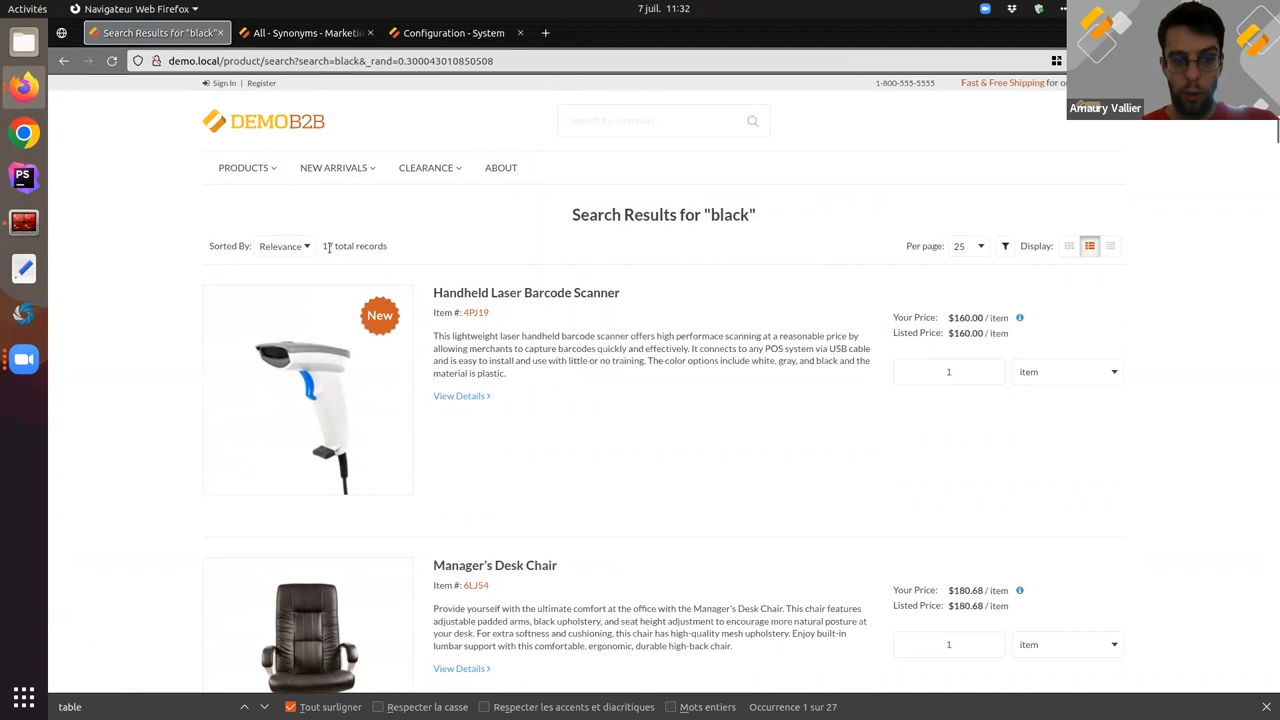 Activités
Navigateur Web Firefox
7 juil. 11:32
Search Results for "black"
All - Synonyms - Marketin
Configuration - System
demo.local/product/search?search=black&_rand=0.300043010850508
Amaury Vallier
Sign In | Register
1-800-555-5555
Fast & Free Shipping for or
DEMOB2B
Search for a product
PRODUCTS
NEW ARRIVALS
CLEARANCE
ABOUT
Search Results for "black"
Sorted By: Relevance
total records
Per page: 25
Display:
New
Handheld Laser Barcode Scanner
Item #: 4PJ19
This lightweight laser handheld barcode scanner offers high performace scanning at a reasonable price by
allowing merchants to capture barcodes quickly and effectively. It connects to any POS system via USB cable
and is easy to install and use with little or no training. The color options include white, gray, and black and the
material is plastic.
View Details
Your Price: $160.00 / item
Listed Price: $160.00 / item
1
item
Manager's Desk Chair
Item #: 6LJ54
Provide yourself with the ultimate comfort at the office with the Manager's Desk Chair. This chair features
adjustable padded arms, black upholstery, and seat height adjustment to encourage more natural posture at
your desk. For extra softness and cushioning, this chair has high-quality mesh upholstery. Enjoy built-in
lumbar support with this comfortable, ergonomic, durable high-back chair.
View Details
Your Price: $180.68 / item
Listed Price: $180.68 / item
1
item
table
Tout surligner
Respecter la casse
Respecter les accents et diacritiques
Mots entiers
Occurrence 1 sur 27